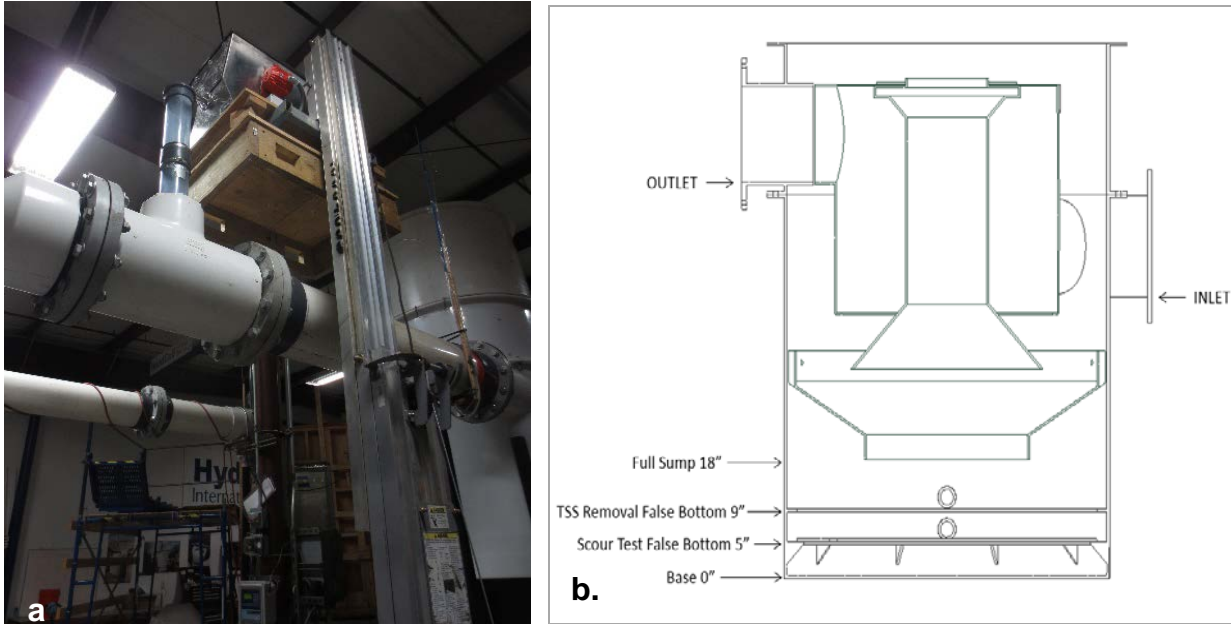 Hyd
Internat
a
OUTLET
INLET
Full Sump 18”
TSS Removal False Bottom 9”
Scour Test False Bottom 5”
Base 0”
b.